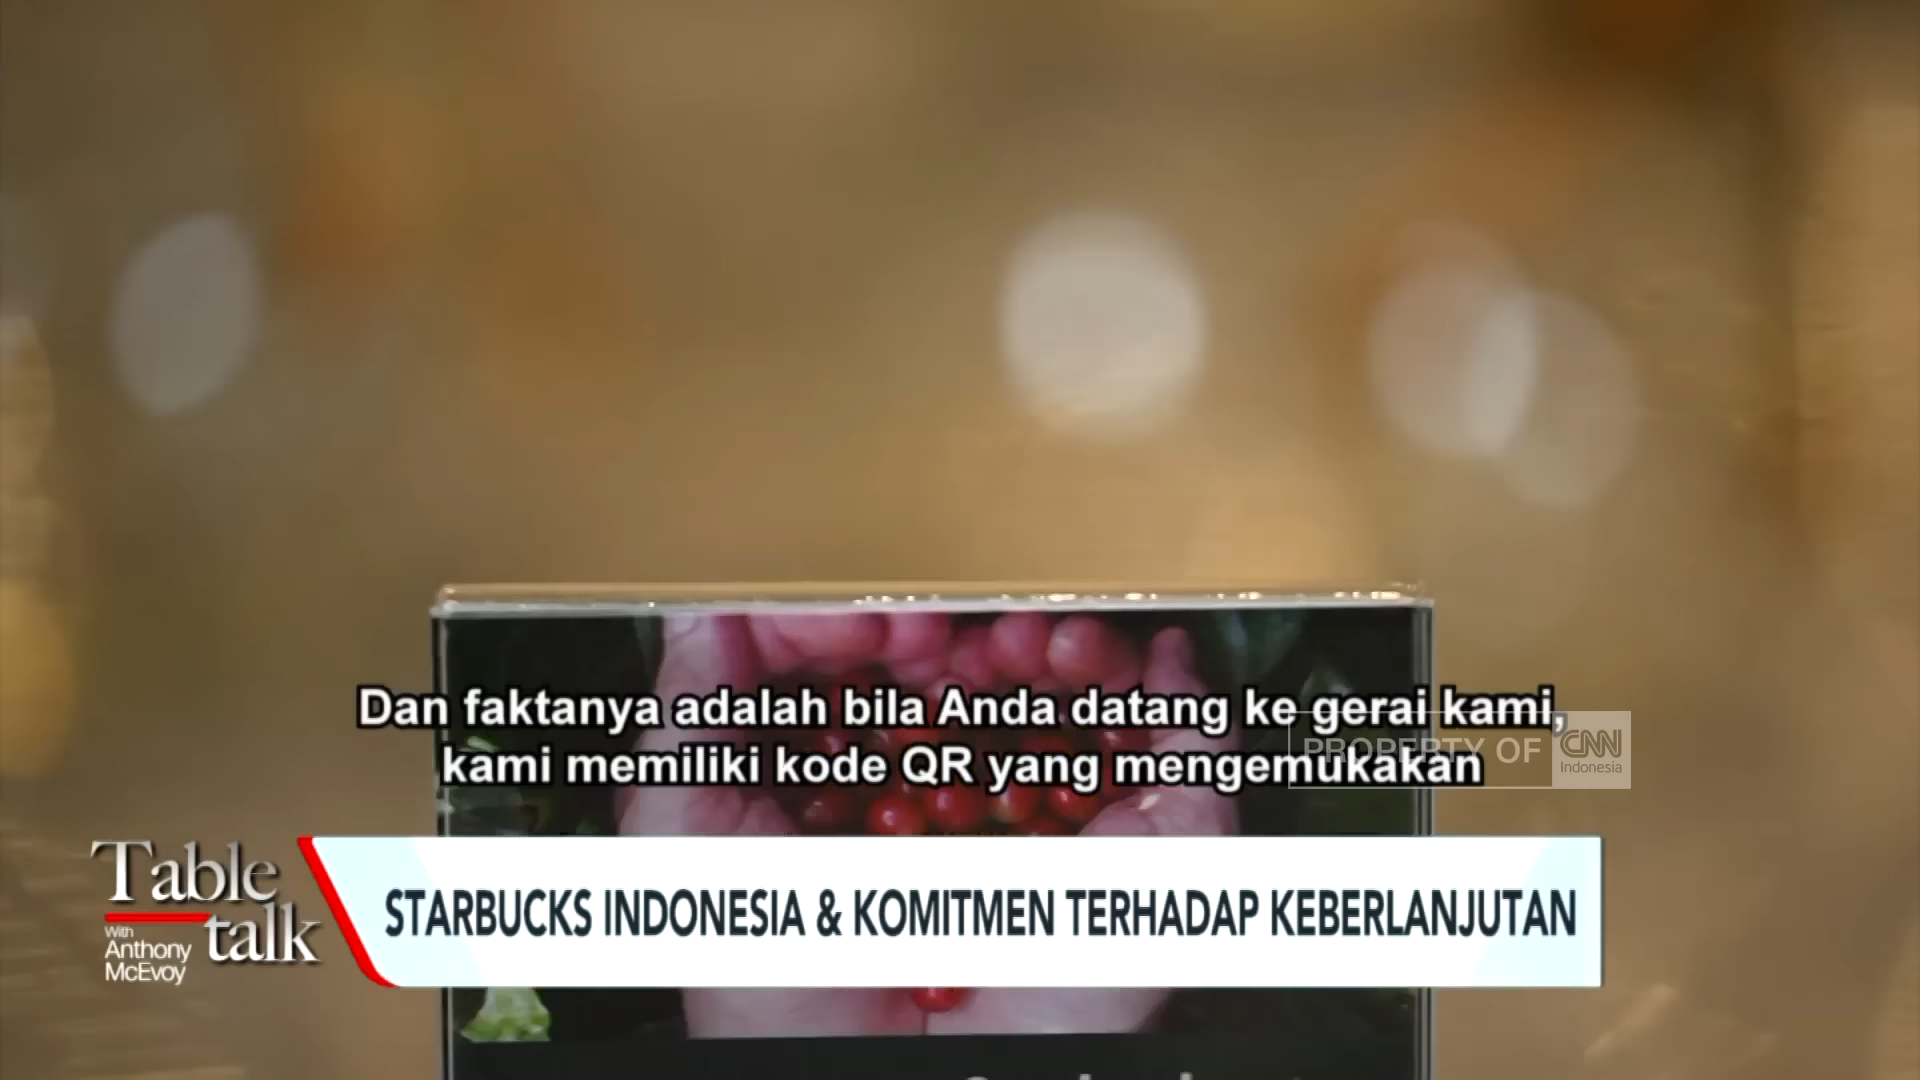 Dan faktanya adalah bila Anda datang ke gerai kami,
kami memiliki kode QR yang mengemukakan
PROPERTY OF CNN Indonesia
Table talk
With Anthony McEvoy
STARBUCKS INDONESIA & KOMITMEN TERHADAP KEBERLANJUTAN